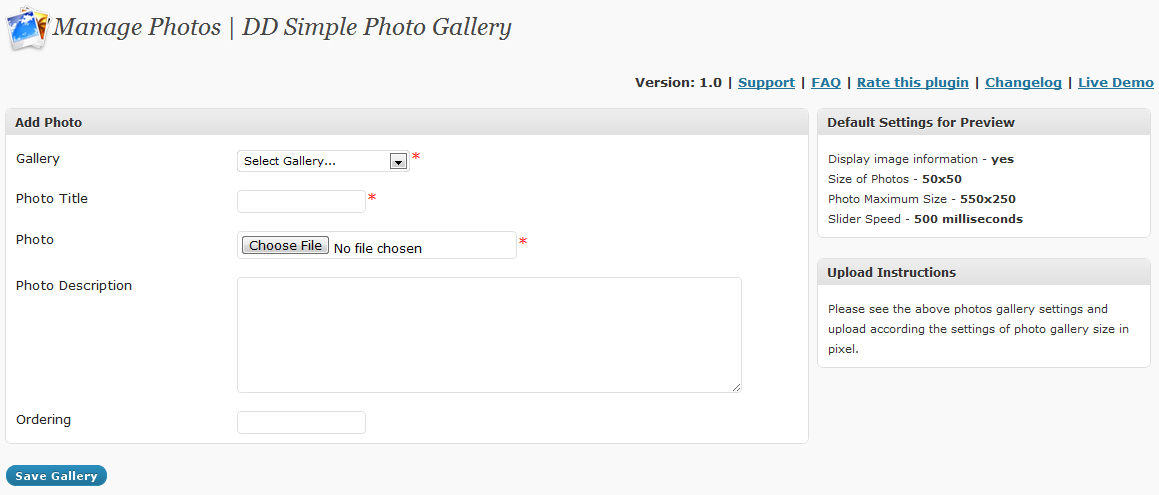 Manage Photos | DD Simple Photo Gallery
Version: 1.0 | Support | FAQ | Rate this plugin | Changelog | Live Demo
Add Photo
Gallery
Select Gallery...
*
Photo Title
*
Photo
Choose File No file chosen
*
Photo Description
Ordering
Save Gallery
Default Settings for Preview
Display image information - yes
Size of Photos - 50x50
Photo Maximum Size - 550x250
Slider Speed - 500 milliseconds
Upload Instructions
Please see the above photos gallery settings and
upload according the settings of photo gallery size in
pixel.